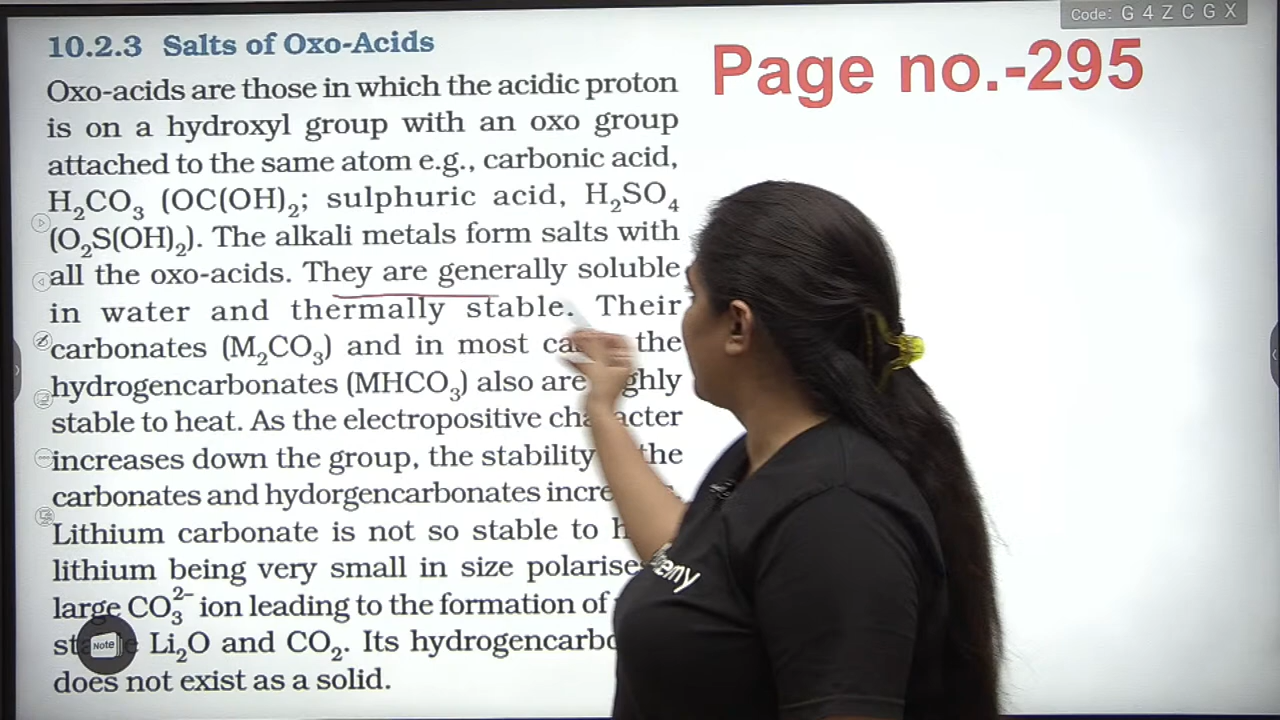 Code: G 4 Z C G X
10.2.3 Salts of Oxo-Acids
Page no.-295
Oxo-acids are those in which the acidic proton
is on a hydroxyl group with an oxo group
attached to the same atom e.g., carbonic acid,
H₂CO₃ (OC(OH)₂; sulphuric acid, H₂SO₄
(O₂S(OH)₂). The alkali metals form salts with
all the oxo-acids. They are generally soluble
in water and thermally stable. Their
carbonates (M₂CO₃) and in most the
hydrogencarbonates (MHCO₃) also are
stable to heat. As the electropositive
increases down the group, the stability
carbonates and hydorgencarbonates
Lithium carbonate is not so stable to
lithium being very small in size
large CO₃²⁻ ion leading to the formation of
Li₂O and CO₂. Its
does not exist as a solid.
Note